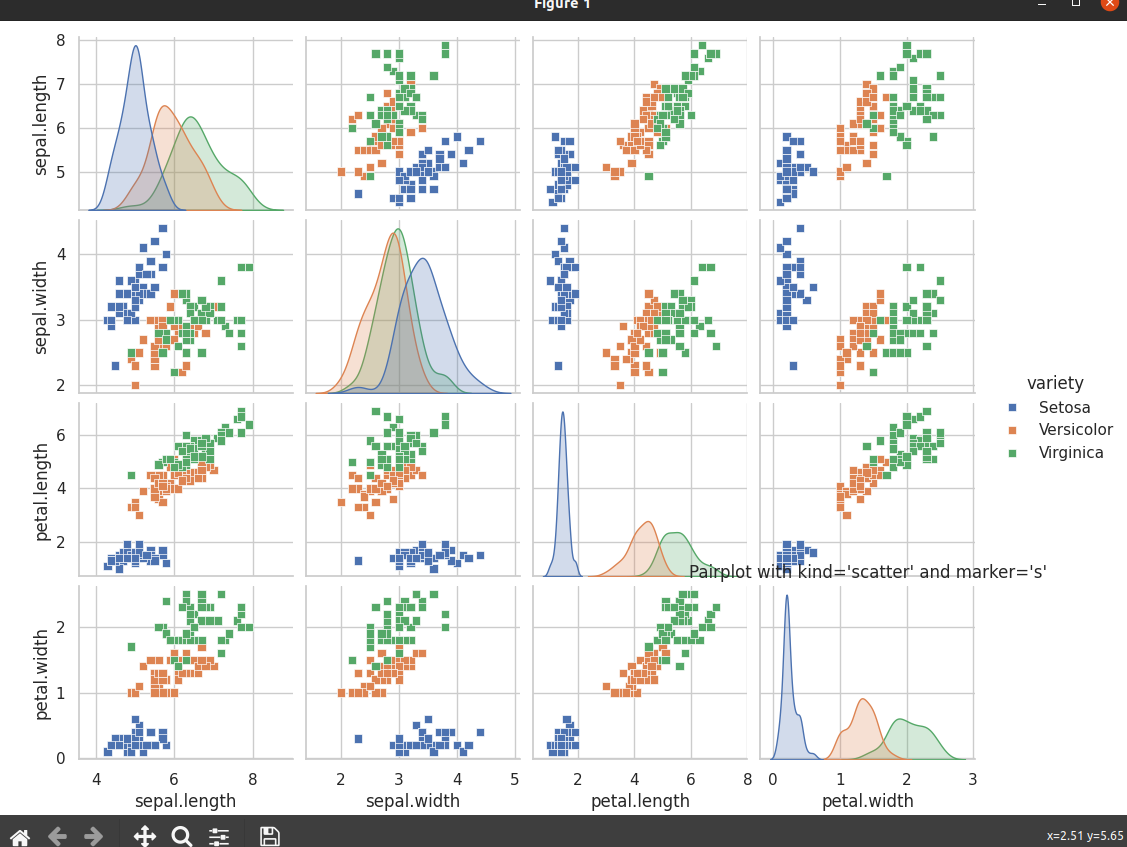 Figure 1
8
7
6
5
sepal.length
4
3
2
sepal.width
variety
Setosa
Versicolor
Virginica
6
4
2
petal.length
Pairplot with kind='scatter' and marker='s'
2
1
0
petal.width
4 6 8 2 3 4 5 2 4 6 8 0 1 2 3
sepal.length sepal.width petal.length petal.width
x=2.51 y=5.65